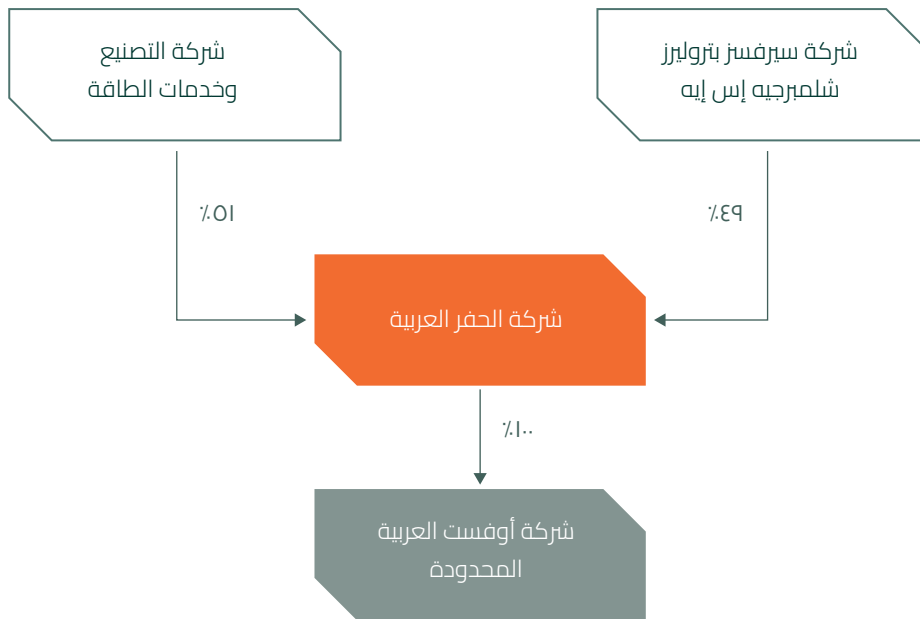 شركة سيرفسز بتروليرز
شلمبرجيه إس إيه
شركة التصنيع
وخدمات الطاقة
٤٩٪
٥١٪
شركة الحفر العربية
١٠٠٪
شركة أوفست العربية
المحدودة